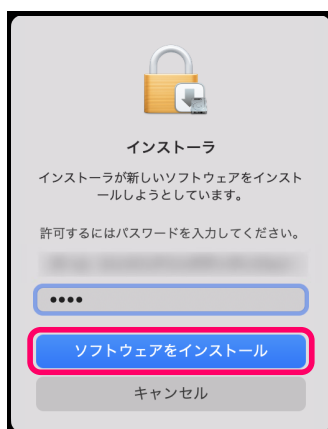 インストーラ
インストーラが新しいソフトウェアをインスト
ールしようとしています。
許可するにはパスワードを入力してください。
••••
ソフトウェアをインストール
キャンセル